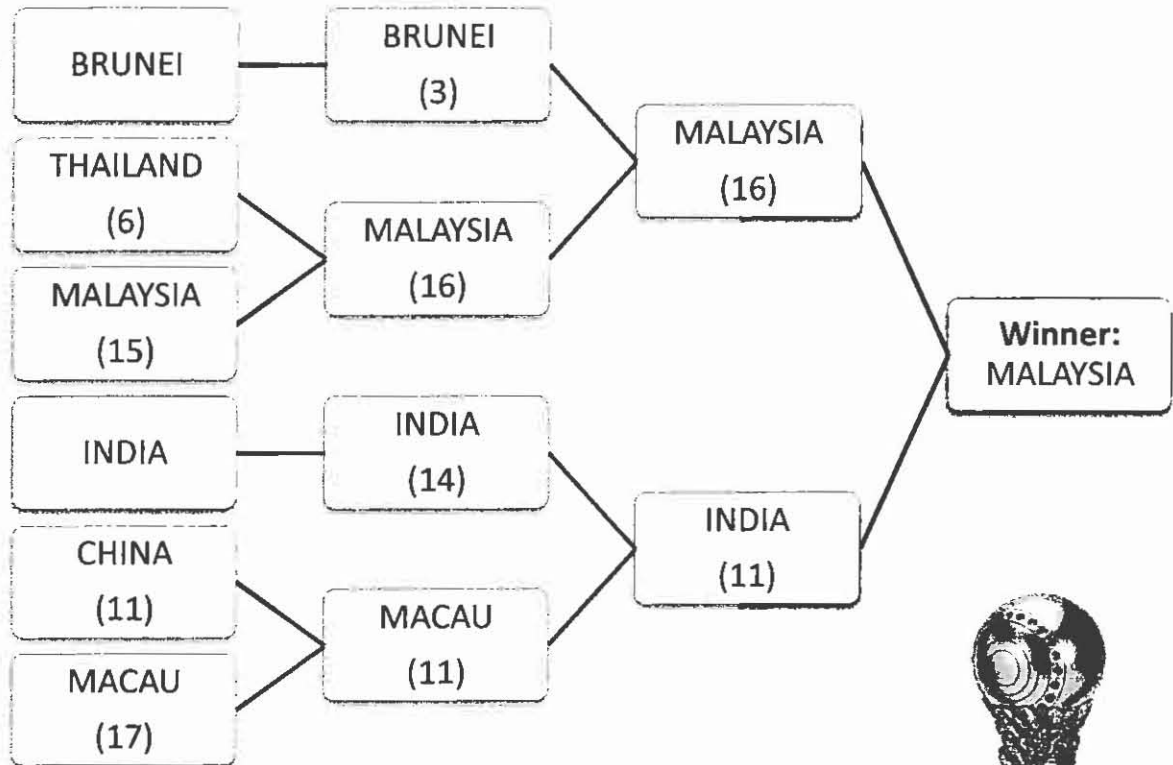 BRUNEI
THAILAND
(6)
MALAYSIA
(15)
INDIA
CHINA
(11)
MACAU
(17)
BRUNEI
(3)
MALAYSIA
(16)
INDIA
(14)
MACAU
(11)
MALAYSIA
(16)
INDIA
(11)
Winner:
MALAYSIA